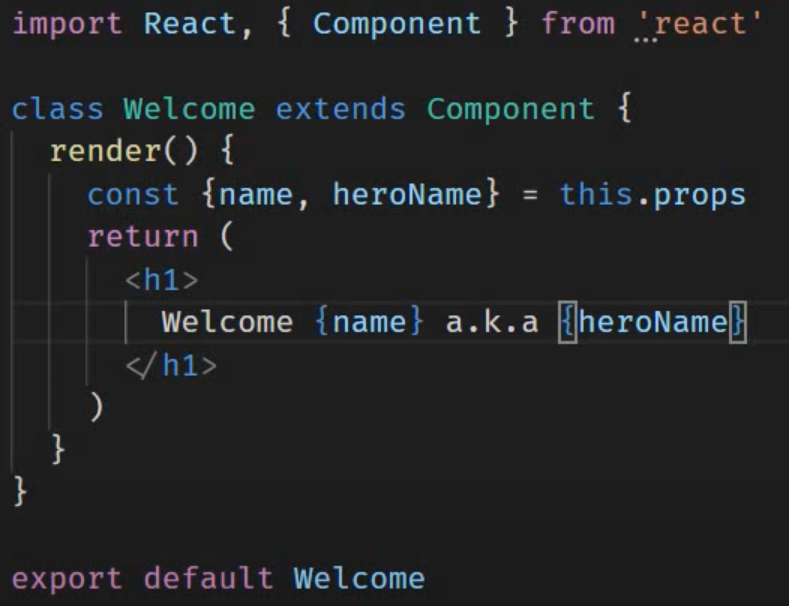 import React, { Component } from 'react'
class Welcome extends Component {
render() {
const {name, heroName} = this.props
return (
<h1>
Welcome {name} a.k.a {heroName}
</h1>
)
}
}
export default Welcome